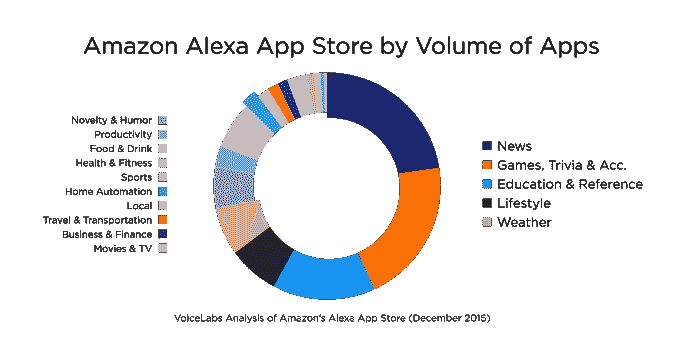 Amazon Alexa App Store by Volume of Apps
Novelty & Humor
Productivity
Food & Drink
Health & Fitness
Sports
Home Automation
Local
Travel & Transportation
Business & Finance
Movies & TV
News
Games, Trivia & Acc.
Education & Reference
Lifestyle
Weather
VoiceLabs Analysis of Amazon's Alexa App Store (December 2016)